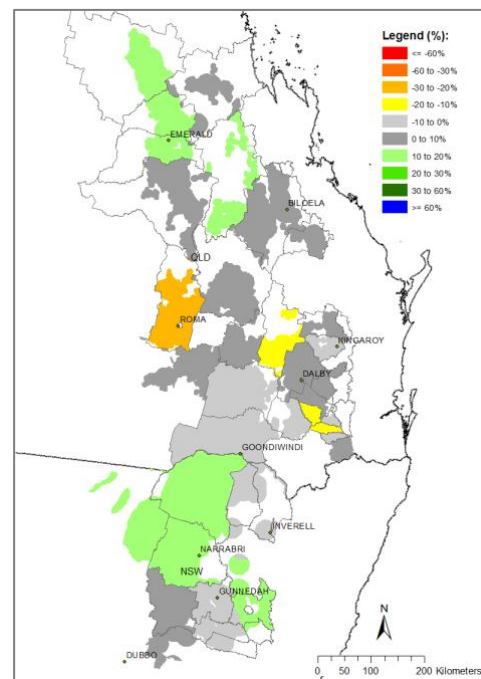 Legend (%):
<= -60%
-60 to -30%
-30 to -20%
-20 to -10%
-10 to 0%
0 to 10%
10 to 20%
20 to 30%
30 to 60%
>= 60%
EMERALD
BILOELA
QLD
ROMA
KINGAROY
DALBY
GOONDIWINDI
INVERELL
NARRABRI
NSW
GUNNEDAH
DUBBO
N
0 50 100 200 Kilometers